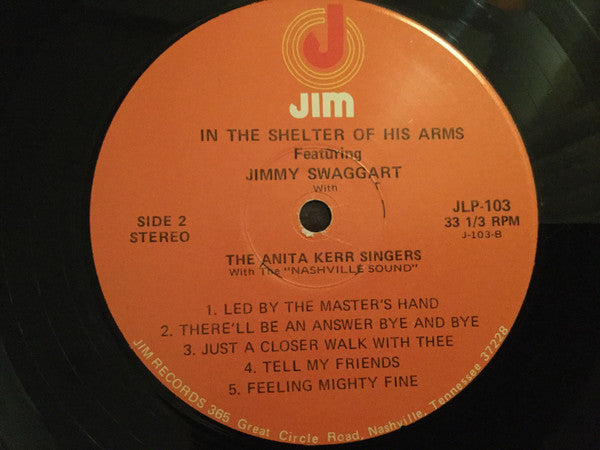 J
JIM
IN THE SHELTER OF HIS ARMS
Featuring
JIMMY SWAGGART
With
SIDE 2
STEREO
JLP-103
33 1/3 RPM
J-103-B
THE ANITA KERR SINGERS
With The "NASHVILLE SOUND"
1. LED BY THE MASTER'S HAND
2. THERE'LL BE AN ANSWER BYE AND BYE
3. JUST A CLOSER WALK WITH THEE
4. TELL MY FRIENDS
5. FEELING MIGHTY FINE
JIM RECORDS 365 Great Circle Road, Nashville, Tennessee 37228